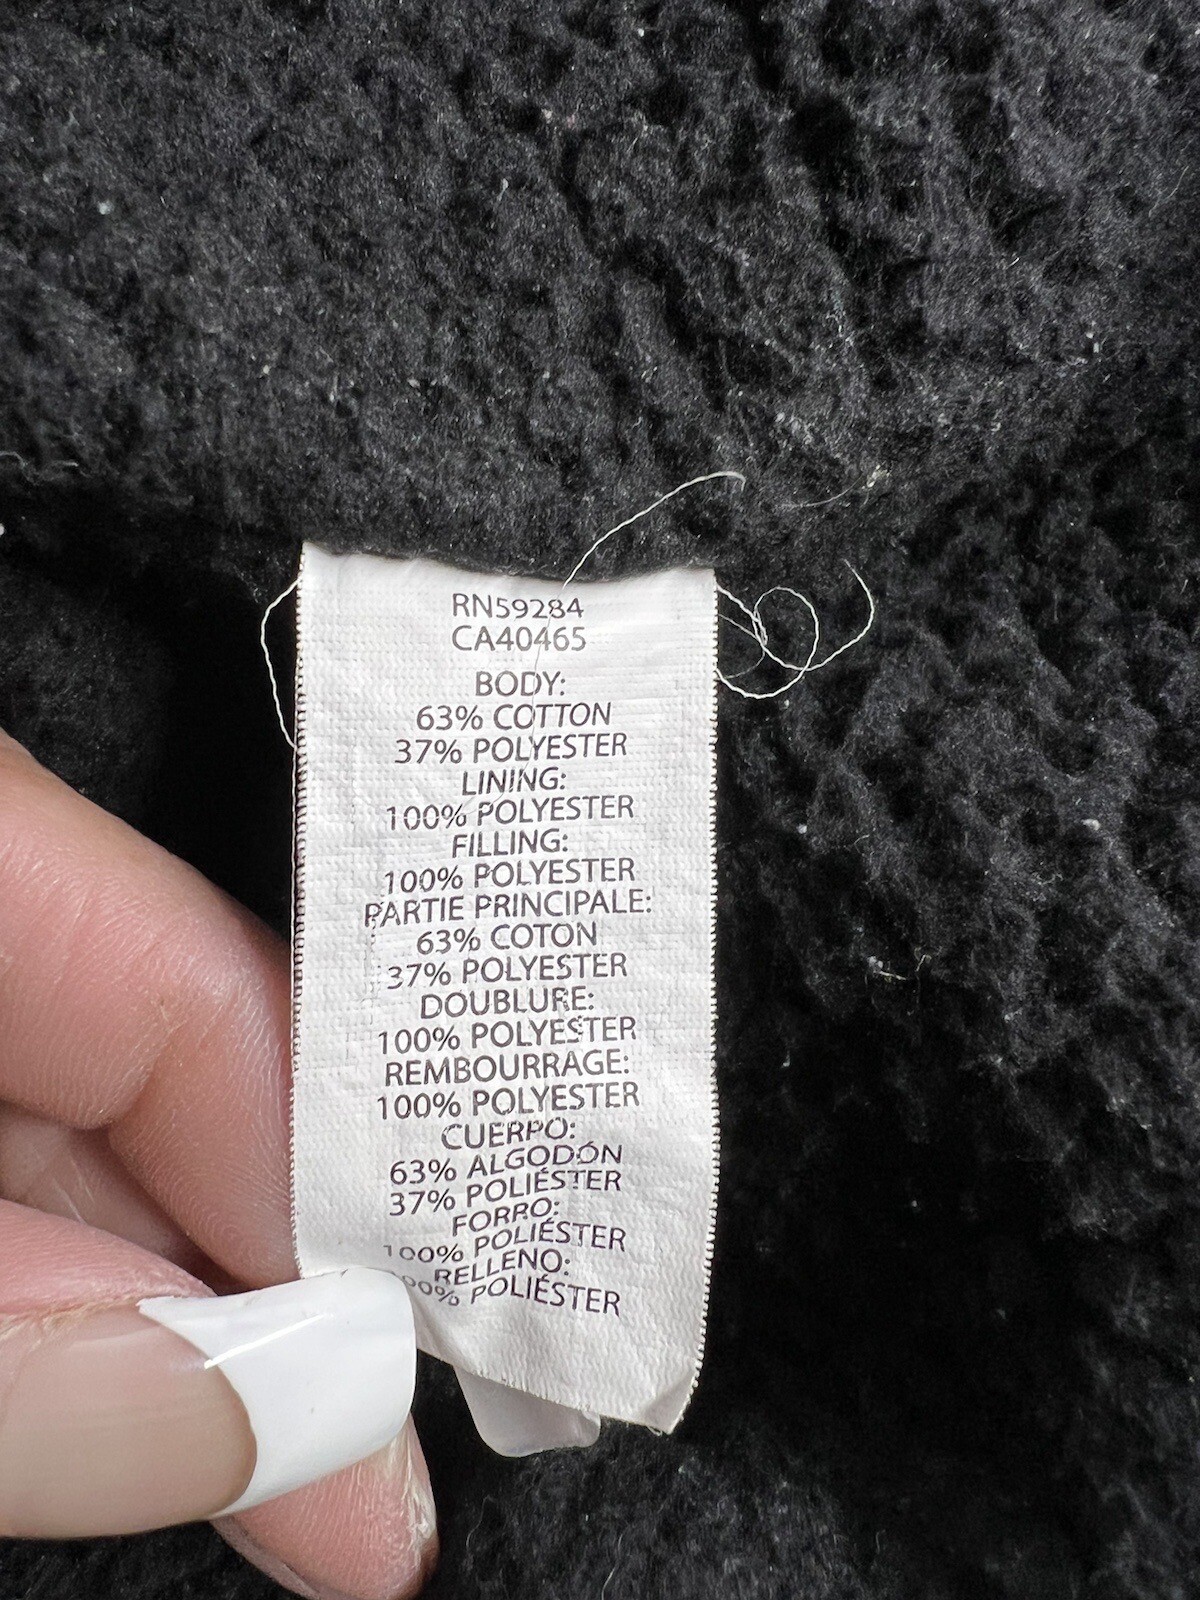 RN59284
CA40465
BODY:
63% COTTON
37% POLYESTER
LINING:
100% POLYESTER
FILLING:
100% POLYESTER
PARTIE PRINCIPALE:
63% COTON
37% POLYESTER
DOUBLURE:
100% POLYESTER
REMBOURRAGE:
100% POLYESTER
CUERPO:
63% ALGODÓN
37% POLIÉSTER
FORRO:
100% POLIÉSTER
RELLENO:
00% POLIÉSTER